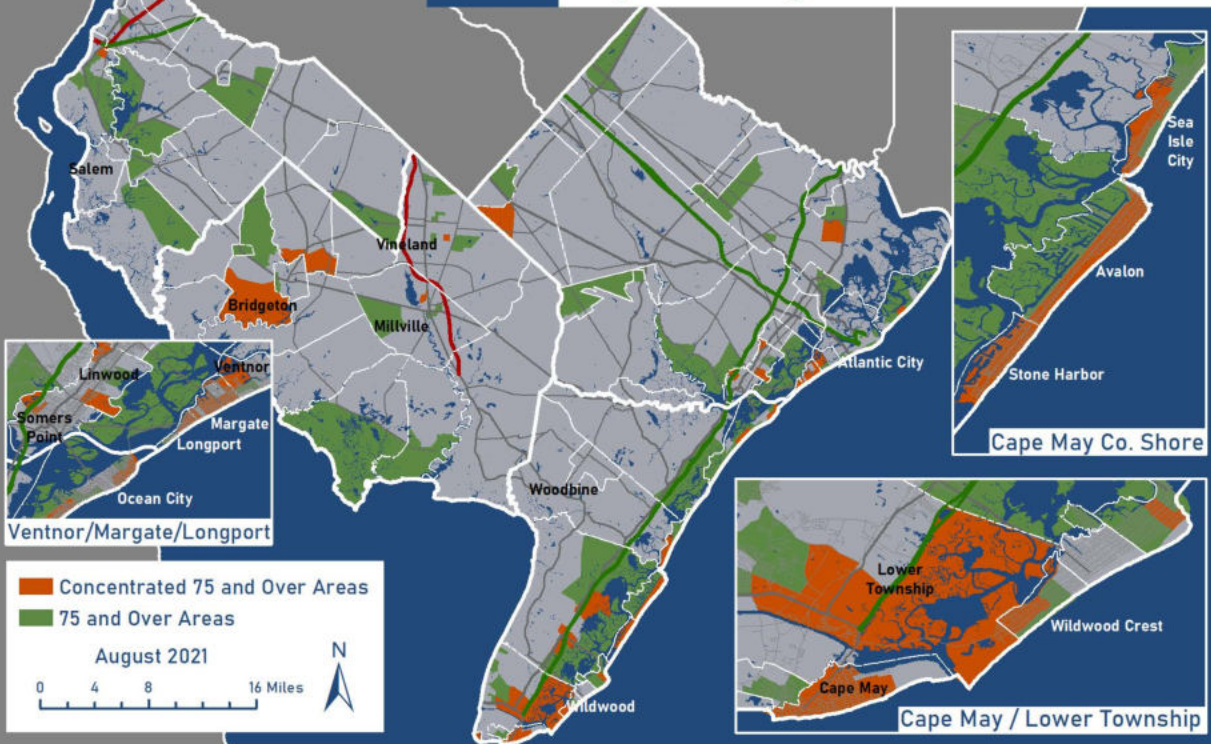 Salem
Vineland
Bridgeton
Millville
Atlantic City
Woodbine
Wildwood
Sea
Isle
City
Avalon
Stone Harbor
Cape May Co. Shore
Linwood
Ventnor
Somers
Point
Margate
Longport
Ocean City
Ventnor/Margate/Longport
Concentrated 75 and Over Areas
75 and Over Areas
August 2021
N
0 4 8 16 Miles
Lower
Township
Wildwood Crest
Cape May
Cape May / Lower Township